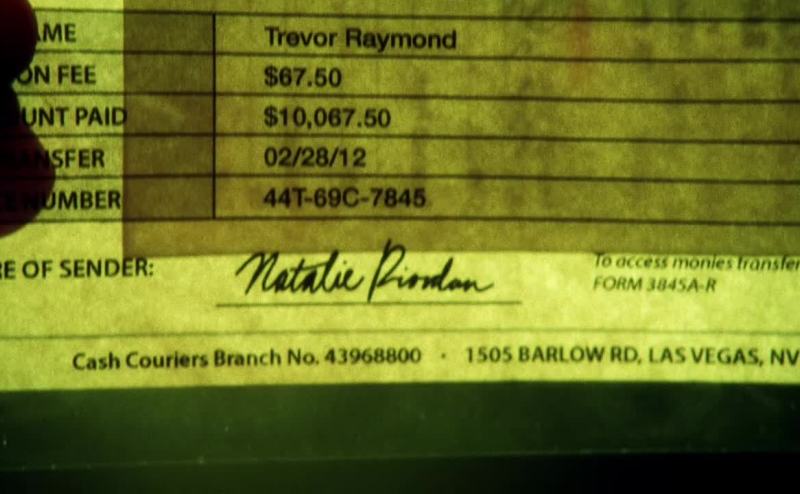 AME Trevor Raymond
ON FEE $67.50
UNT PAID $10,067.50
ANSFER 02/28/12
E NUMBER 44T-69C-7845
RE OF SENDER: Natalie Riordan To access monies transfer
FORM 3845A-R
Cash Couriers Branch No. 43968800 · 1505 BARLOW RD, LAS VEGAS, NV